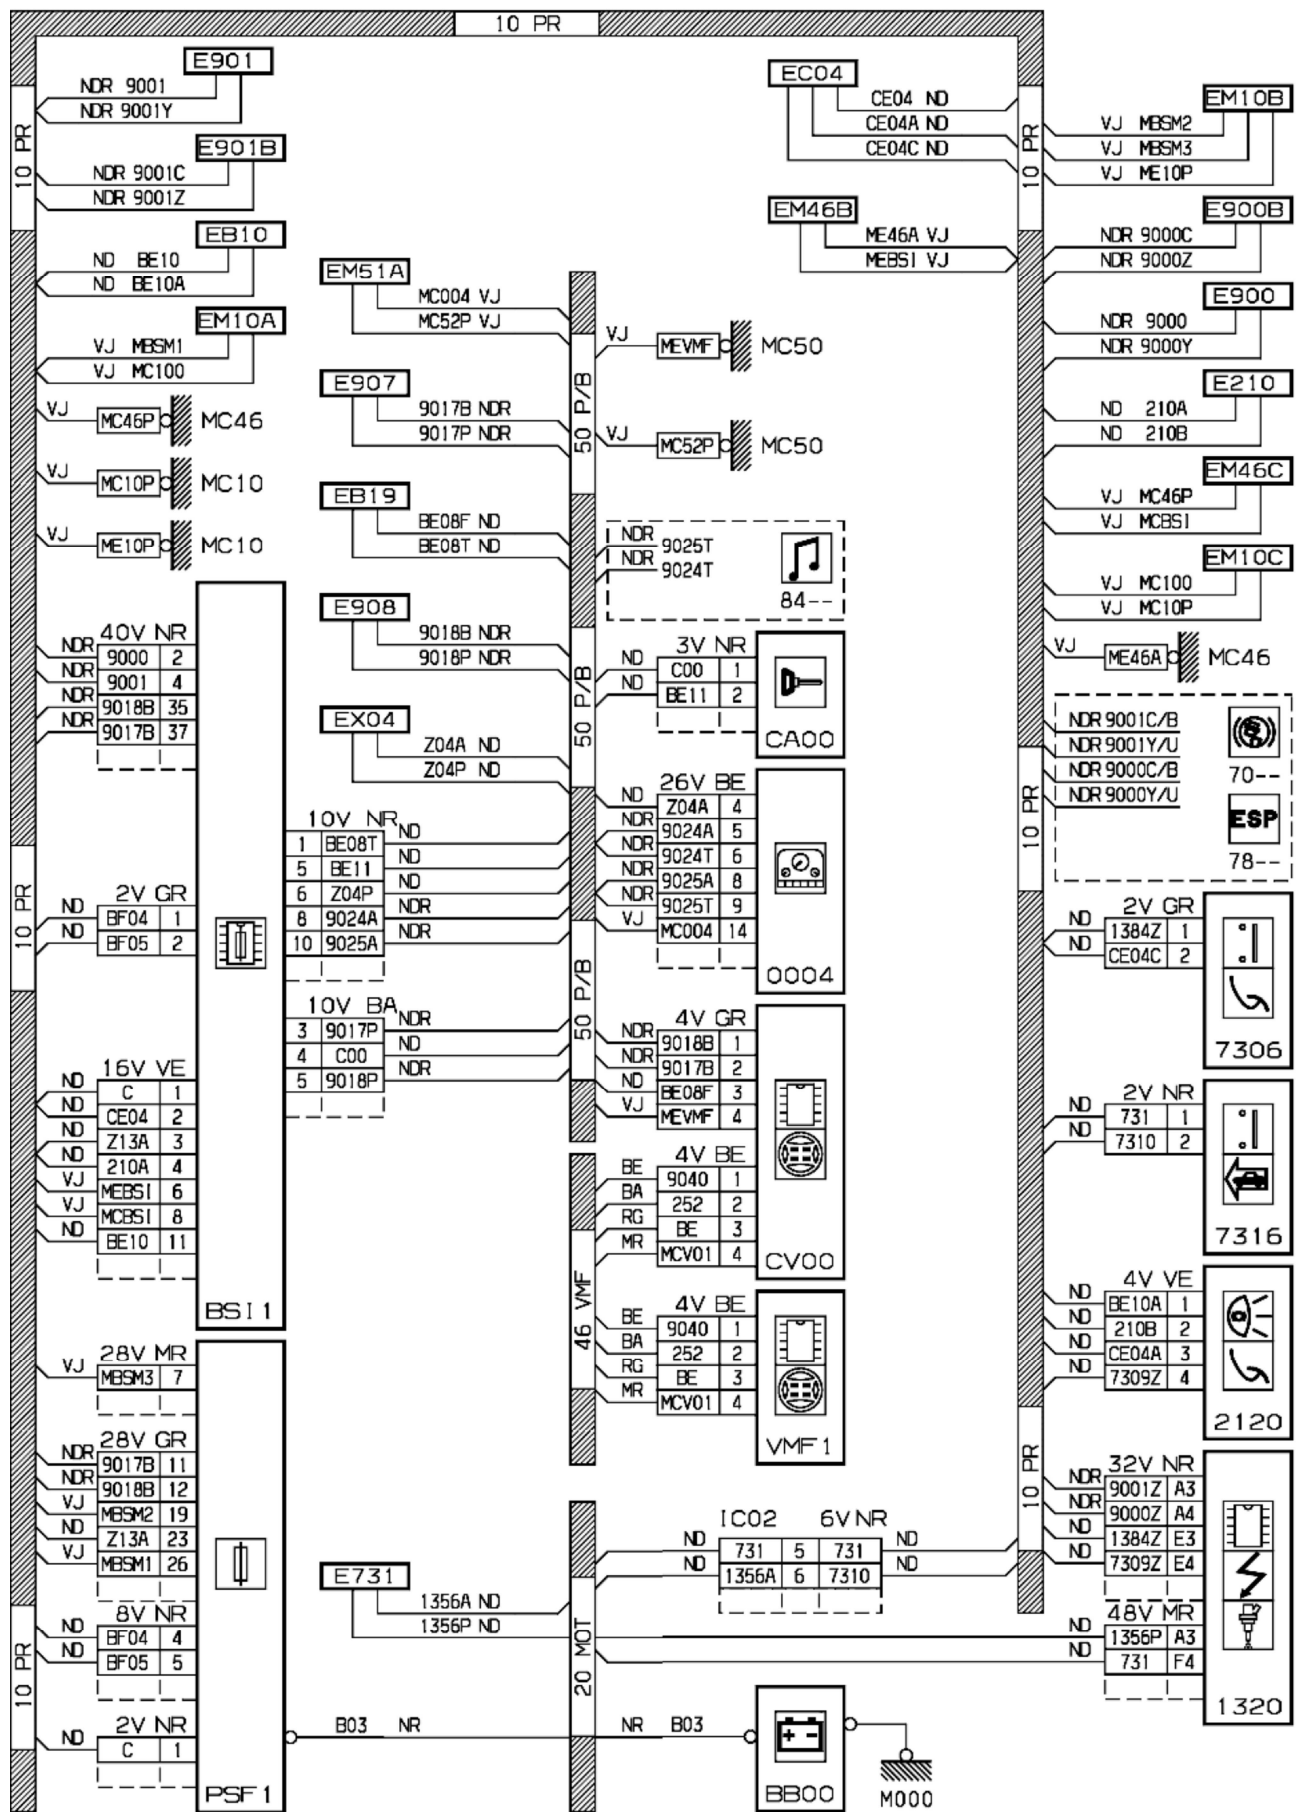 10 PR
E901
NDR 9001
NDR 9001Y
10 PR
E901B
NDR 9001C
NDR 9001Z
EB10
ND BE10
ND BE10A
EM10A
VJ MBSM1
VJ MC100
VJ MC46P MC46
VJ MC10P MC10
VJ ME10P MC10
40V NR
NDR 9000 2
NDR 9001 4
NDR 9018B 35
NDR 9017B 37
10 PR
2V GR
ND BF04 1
ND BF05 2
16V VE
ND C 1
ND CE04 2
ND Z13A 3
ND 210A 4
VJ MEBSI 6
VJ MCBSI 8
ND BE10 11
10V NR
1 BE08T ND
5 BE11 ND
6 Z04P ND
8 9024A NDR
10 9025A NDR
10V BA
3 9017P NDR
4 C00 ND
5 9018P NDR
BSI1
28V MR
VJ MBSM3 7
28V GR
NDR 9017B 11
NDR 9018B 12
VJ MBSM2 19
ND Z13A 23
VJ MBSM1 26
8V NR
ND BF04 4
ND BF05 5
10 PR
2V NR
ND C 1
PSF1
B03 NR
EM51A
MC004 VJ
MC52P VJ
E907
9017B NDR
9017P NDR
EB19
BE08F ND
BE08T ND
E908
9018B NDR
9018P NDR
EX04
Z04A ND
Z04P ND
50 P/B
50 P/B
50 P/B
VJ MEVMF MC50
VJ MC52P MC50
NDR 9025T
NDR 9024T
84--
3V NR
ND C00 1
ND BE11 2
CA00
26V BE
ND Z04A 4
NDR 9024A 5
NDR 9024T 6
NDR 9025A 8
NDR 9025T 9
VJ MC004 14
0004
4V GR
NDR 9018B 1
NDR 9017B 2
ND BE08F 3
VJ MEVMF 4
4V BE
BE 9040 1
BA 252 2
RG BE 3
MR MCV01 4
CV00
46 VMF
4V BE
BE 9040 1
BA 252 2
RG BE 3
MR MCV01 4
VMF1
E731
1356A ND
1356P ND
20 MOT
IC02 6V NR
ND 731 5 731 ND
ND 1356A 6 7310 ND
NR B03
BB00
M000
EC04
CE04 ND
CE04A ND
CE04C ND
EM46B
ME46A VJ
MEBSI VJ
10 PR
EM10B
VJ MBSM2
VJ MBSM3
VJ ME10P
E900B
NDR 9000C
NDR 9000Z
E900
NDR 9000
NDR 9000Y
E210
ND 210A
ND 210B
EM46C
VJ MC46P
VJ MCBSI
EM10C
VJ MC100
VJ MC10P
VJ ME46A MC46
NDR 9001C/B
NDR 9001Y/U
NDR 9000C/B
NDR 9000Y/U
70--
ESP
78--
10 PR
2V GR
ND 1384Z 1
ND CE04C 2
7306
2V NR
ND 731 1
ND 7310 2
7316
4V VE
ND BE10A 1
ND 210B 2
ND CE04A 3
ND 7309Z 4
2120
10 PR
32V NR
NDR 9001Z A3
NDR 9000Z A4
ND 1384Z E3
ND 7309Z E4
48V MR
ND 1356P A3
ND 731 F4
1320